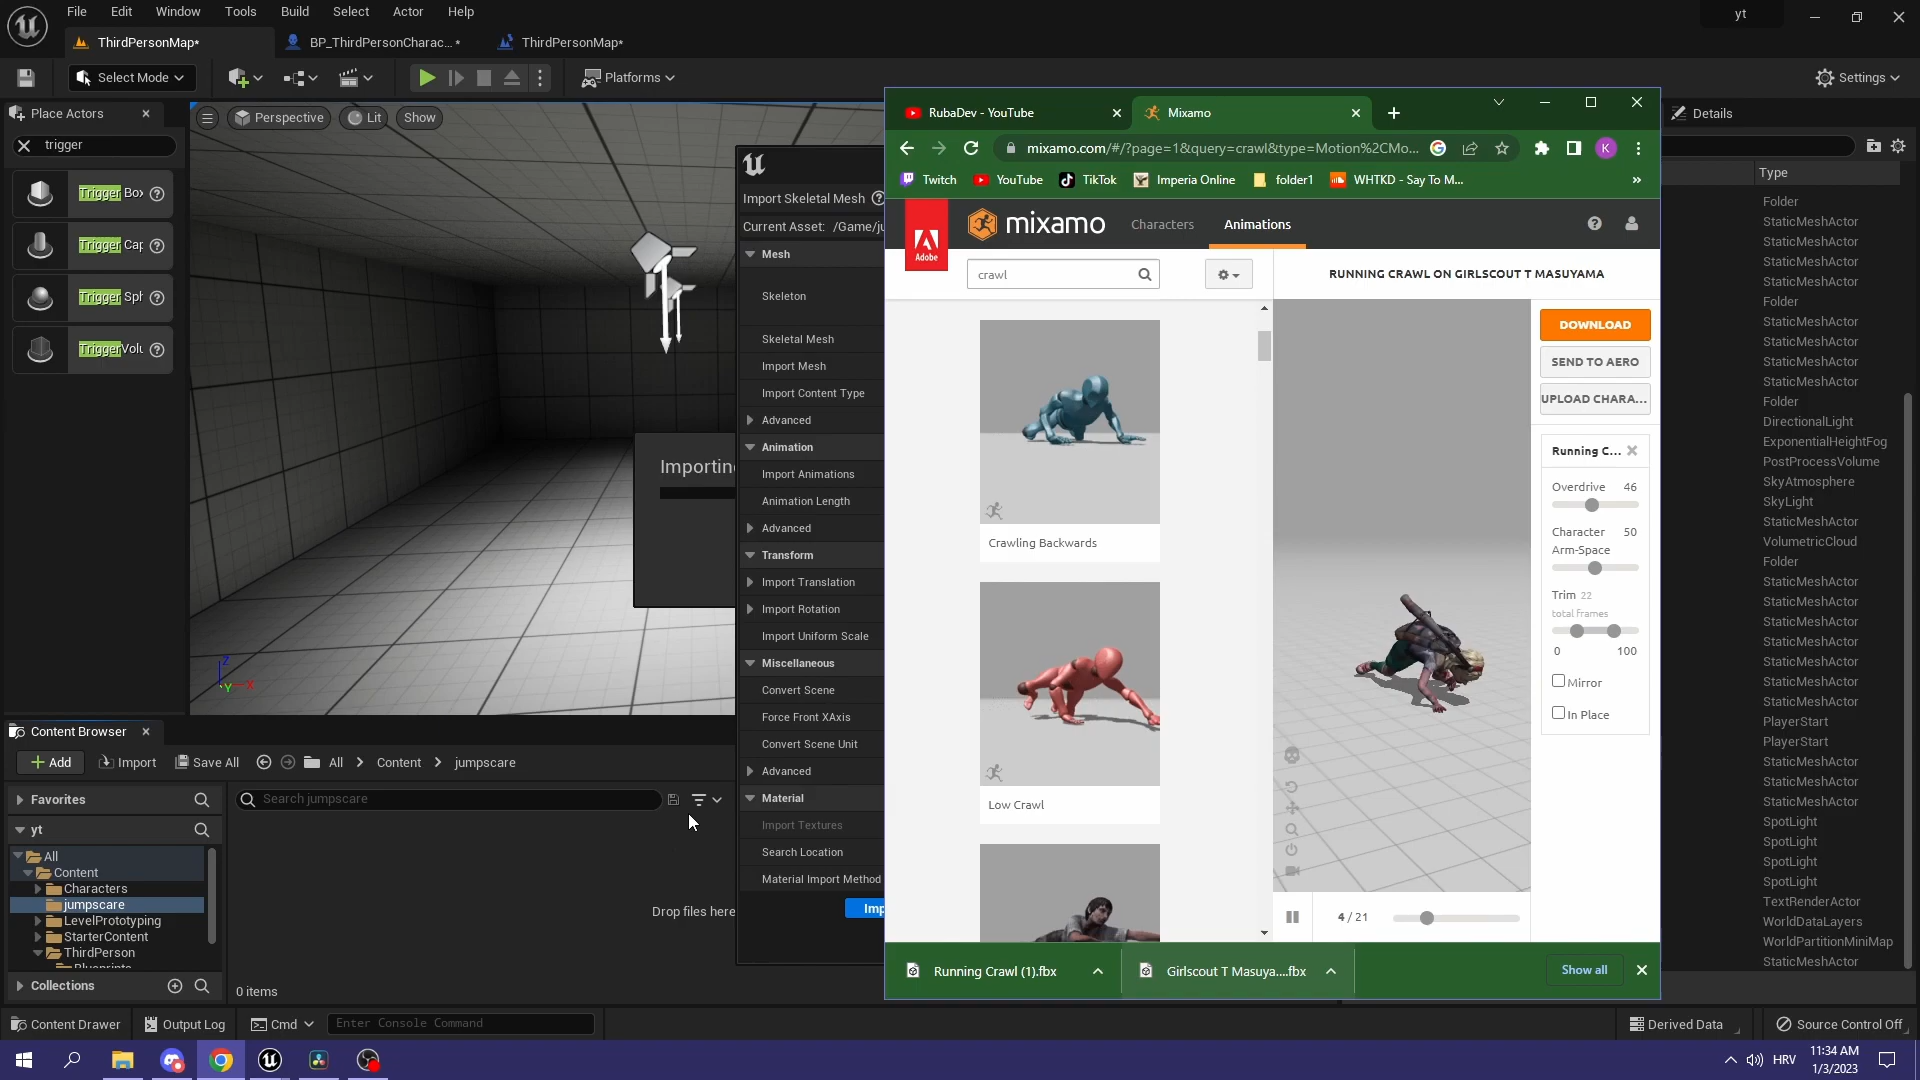 File Edit Window Tools Build Select Actor Help
yt
ThirdPersonMap*
BP_ThirdPersonCharac... *
ThirdPersonMap*
Select Mode
Platforms
Settings
Place Actors
trigger
Trigger Box
Trigger Cap
Trigger Sph
TriggerVolu
Perspective
Lit
Show
Importing
Import Skeletal Mesh
Current Asset: /Game/ju
Mesh
Skeleton
Skeletal Mesh
Import Mesh
Import Content Type
Advanced
Animation
Import Animations
Animation Length
Advanced
Transform
Import Translation
Import Rotation
Import Uniform Scale
Miscellaneous
Convert Scene
Force Front XAxis
Convert Scene Unit
Advanced
Material
Import Textures
Search Location
Material Import Method
Imp
RubaDev - YouTube
Mixamo
mixamo.com/#/?page=1&query=crawl&type=Motion%2CMo...
K
Twitch
YouTube
TikTok
Imperia Online
folder1
WHTKD - Say To M...
»
Adobe
mixamo
Characters
Animations
crawl
RUNNING CRAWL ON GIRLSCOUT T MASUYAMA
Crawling Backwards
Low Crawl
DOWNLOAD
SEND TO AERO
UPLOAD CHARA...
Running C...
Overdrive 46
Character 50
Arm-Space
Trim 22
total frames
0 100
Mirror
In Place
4 / 21
Running Crawl (1).fbx
Girlscout T Masuya....fbx
Show all
Details
Type
Folder
StaticMeshActor
StaticMeshActor
StaticMeshActor
StaticMeshActor
Folder
StaticMeshActor
StaticMeshActor
StaticMeshActor
StaticMeshActor
Folder
DirectionalLight
ExponentialHeightFog
PostProcessVolume
SkyAtmosphere
SkyLight
StaticMeshActor
VolumetricCloud
Folder
StaticMeshActor
StaticMeshActor
StaticMeshActor
StaticMeshActor
StaticMeshActor
StaticMeshActor
StaticMeshActor
PlayerStart
PlayerStart
StaticMeshActor
StaticMeshActor
StaticMeshActor
SpotLight
SpotLight
SpotLight
SpotLight
TextRenderActor
WorldDataLayers
WorldPartitionMiniMap
StaticMeshActor
Z
Y X
Content Browser
Add
Import
Save All
All > Content > jumpscare
Favorites
yt
All
Content
Characters
jumpscare
LevelPrototyping
StarterContent
ThirdPerson
Blueprints
Collections
Search jumpscare
Drop files here
0 items
Content Drawer
Output Log
Cmd
Enter Console Command
Derived Data
Source Control Off
HRV
11:34 AM
1/3/2023